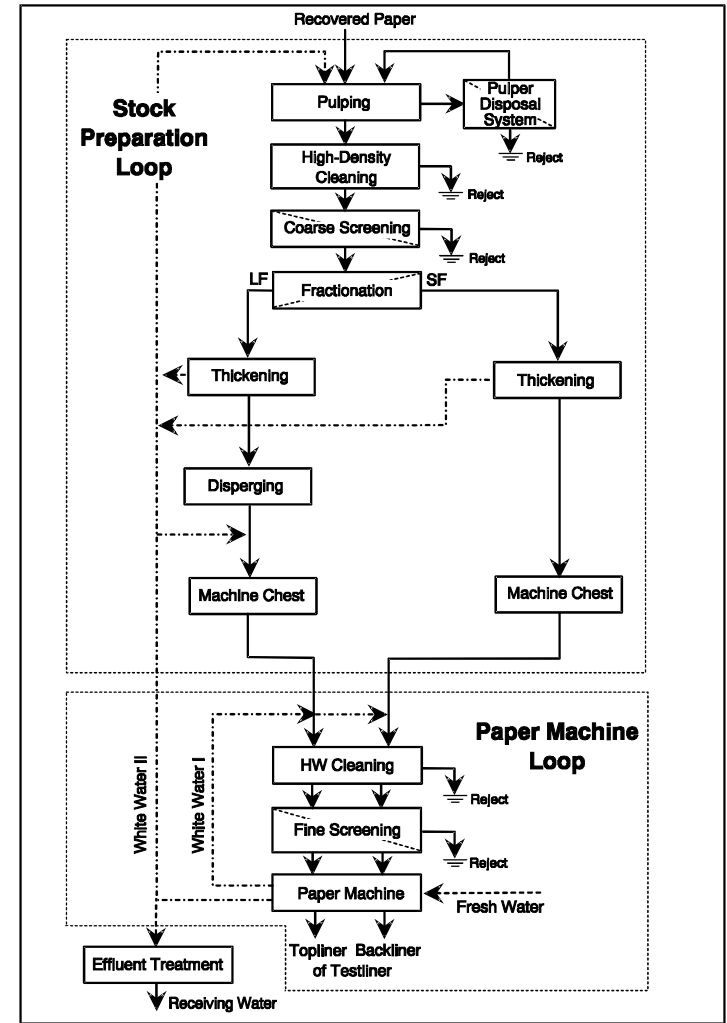 Recovered Paper
Stock
Preparation
Loop
Pulping
Pulper
Disposal
System
Reject
High-Density
Cleaning
Reject
Coarse Screening
Reject
LF
SF
Fractionation
Thickening
Thickening
Disperging
Machine Chest
Machine Chest
Paper Machine
Loop
White Water II
White Water I
HW Cleaning
Reject
Fine Screening
Reject
Paper Machine
Fresh Water
Topliner Backliner
of Testliner
Effluent Treatment
Receiving Water